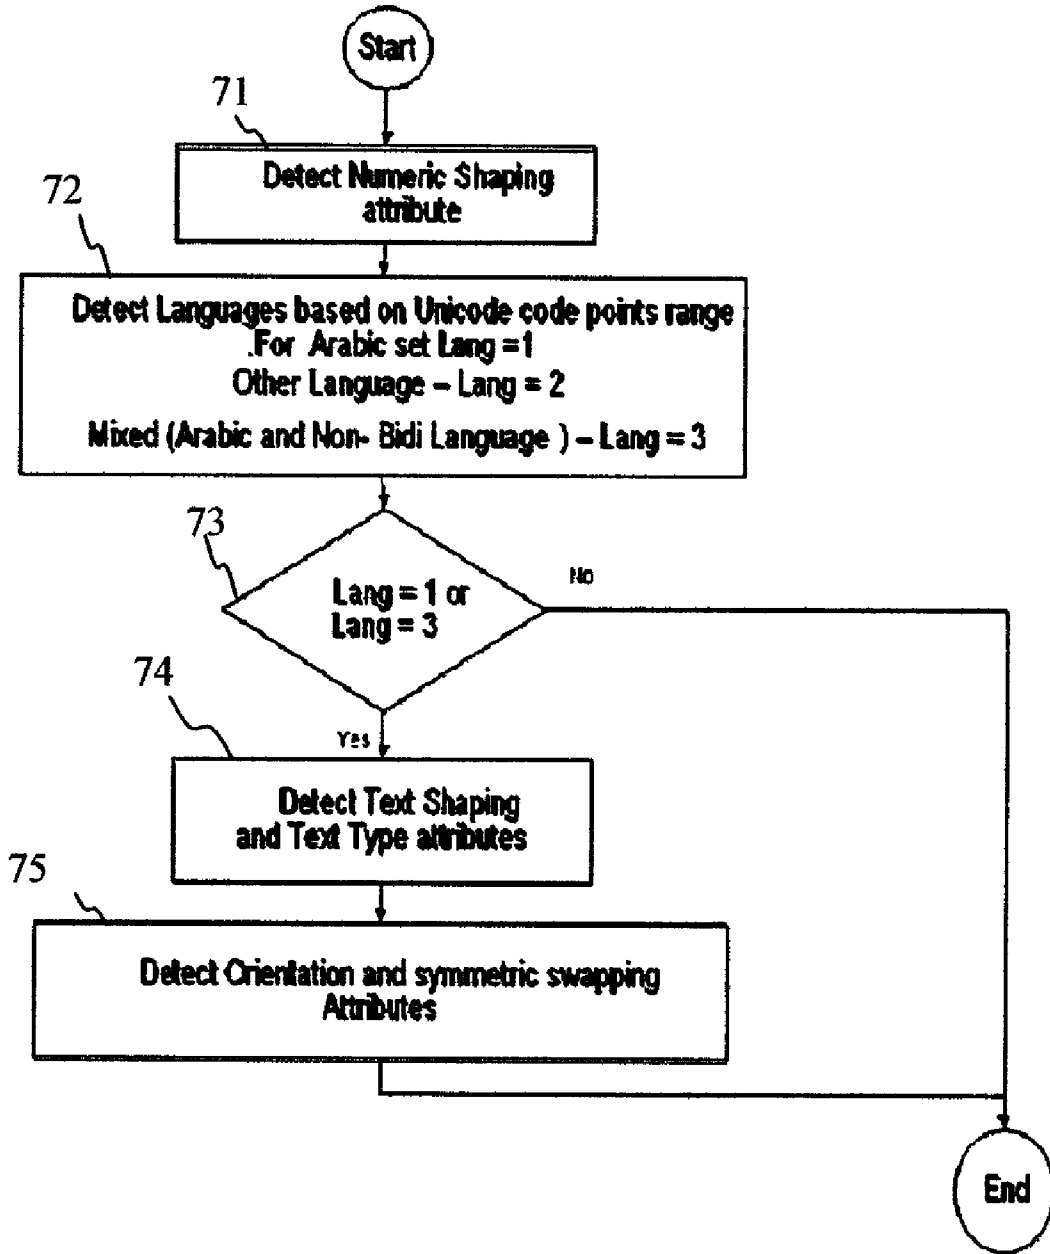 Start
71
Detect Numeric Shaping
attribute
72
Detect Languages based on Unicode code points range
.For Arabic set Lang =1
Other Language – Lang = 2
Mixed (Arabic and Non- Bidi Language ) – Lang = 3
73
Lang = 1 or
Lang = 3
No
74
Yes
Detect Text Shaping
and Text Type attributes
75
Detect Orientation and symmetric swapping
Attributes
End